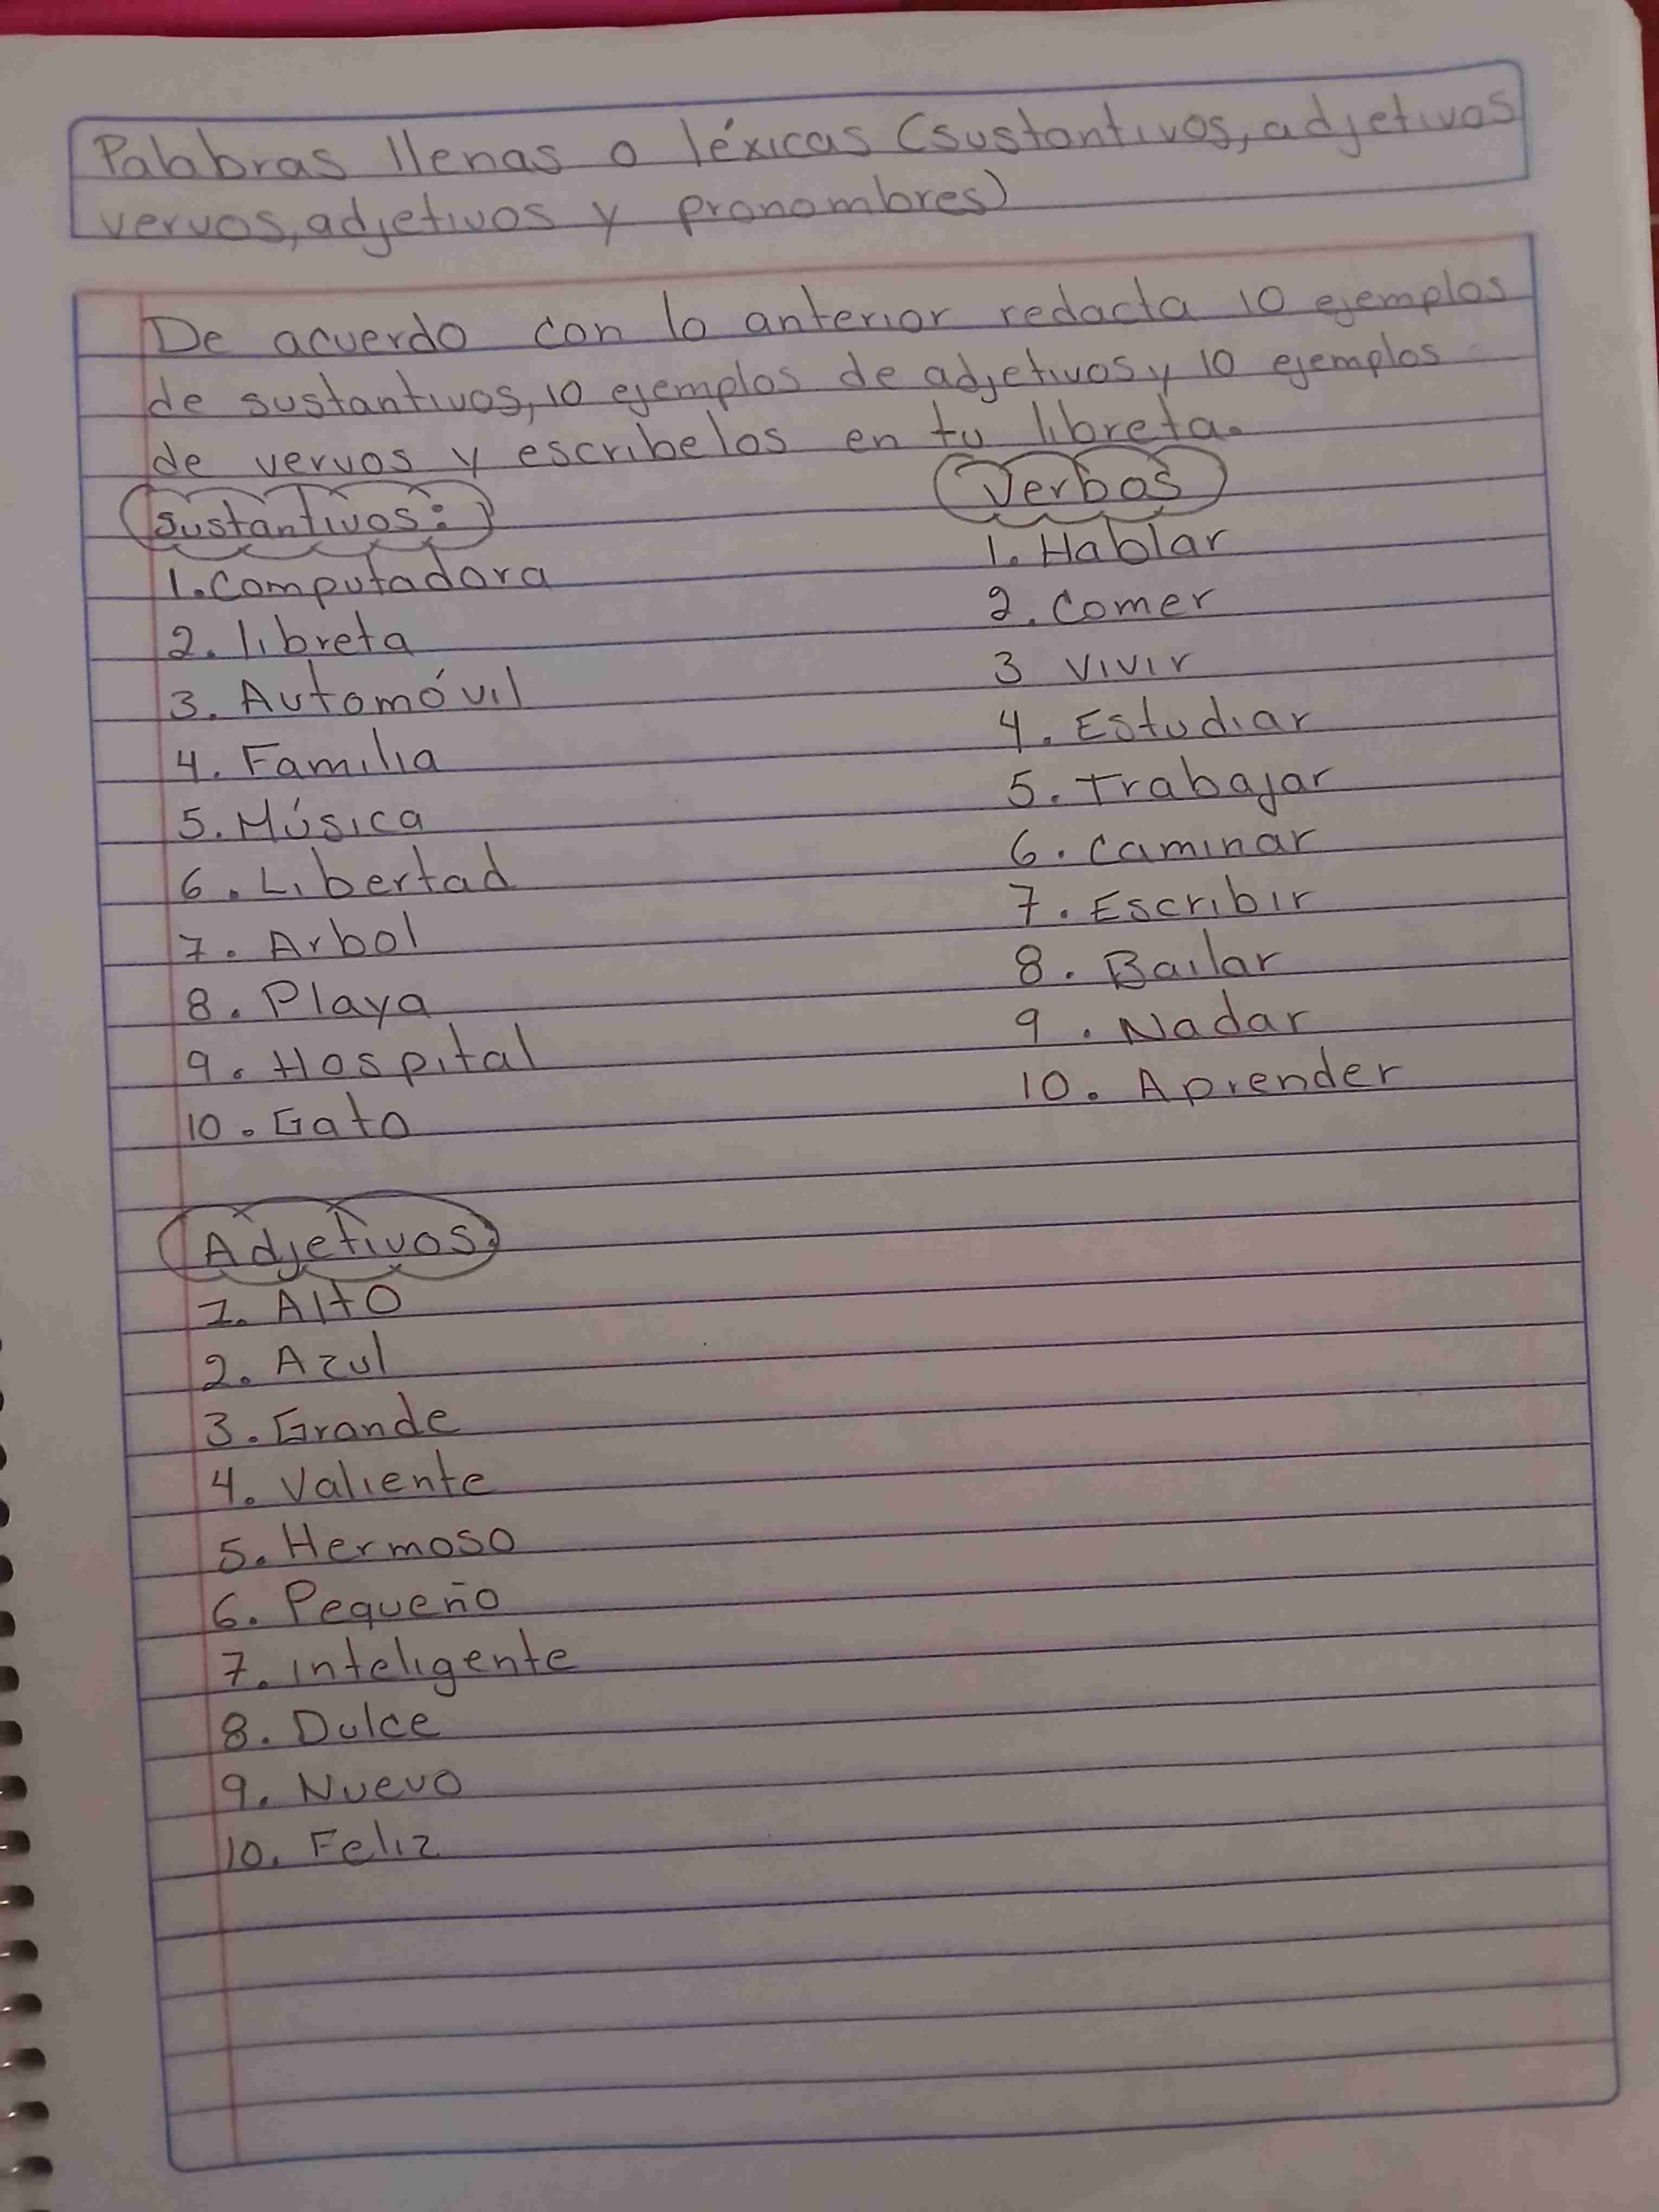 Palabras llenas o léxicas (sustantivos, adjetivos
vervos, adjetivos y pronombres)
De acuerdo con lo anterior redacta 10 ejemplos
de sustantivos, 10 ejemplos de adjetivos y 10 ejemplos
de vervos y escribelos en tu libreta.
Sustantivos:
1. Computadora
2. libreta
3. Automóvil
4. Familia
5. Música
6. Libertad
7. Arbol
8. Playa
9. Hospital
10. Gato
Verbos
1. Hablar
2. Comer
3 Vivir
4. Estudiar
5. Trabajar
6. Caminar
7. Escribir
8. Bailar
9. Nadar
10. Aprender
Adjetivos:
1. Alto
2. Azul
3. Grande
4. Valiente
5. Hermoso
6. Pequeño
7. inteligente
8. Dulce
9. Nuevo
10. Feliz